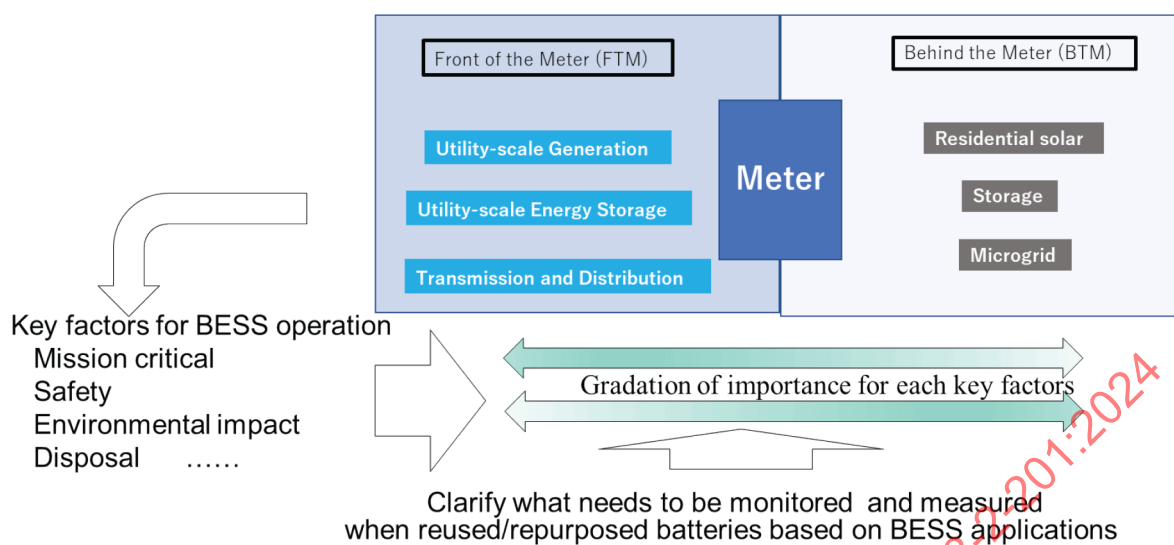 Front of the Meter (FTM)
Behind the Meter (BTM)
Utility-scale Generation
Utility-scale Energy Storage
Transmission and Distribution
Meter
Residential solar
Storage
Microgrid
Key factors for BESS operation
Mission critical
Safety
Environmental impact
Disposal ……
Gradation of importance for each key factors
Clarify what needs to be monitored and measured
when reused/repurposed batteries based on BESS applications
-2-201:2024